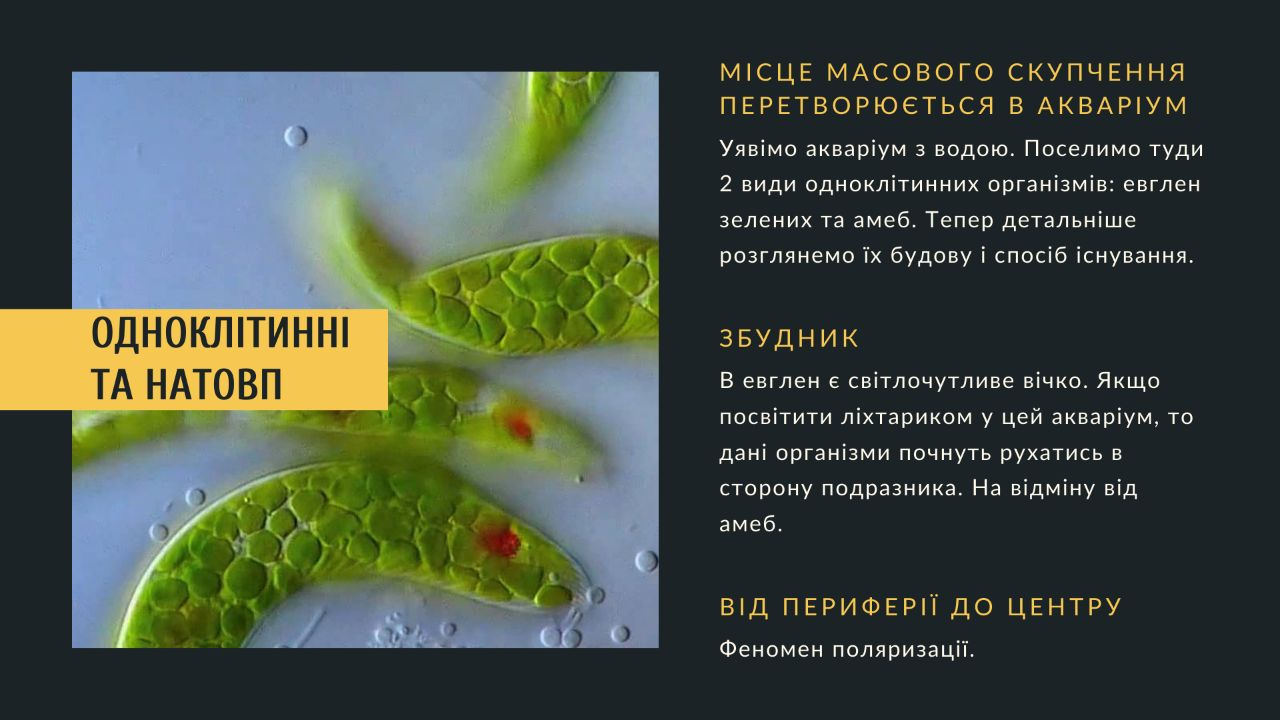 ОДНОКЛІТИННІ
ТА НАТОВП
МІСЦЕ МАСОВОГО СКУПЧЕННЯ
ПЕРЕТВОРЮЄТЬСЯ В АКВАРІУМ
Уявімо акваріум з водою. Поселимо туди
2 види одноклітинних організмів: евглен
зелених та амеб. Тепер детальніше
розглянемо їх будову і спосіб існування.
ЗБУДНИК
В евглен є світлочутливе вічко. Якщо
посвітити ліхтариком у цей акваріум, то
дані організми почнуть рухатись в
сторону подразника. На відміну від
амеб.
ВІД ПЕРИФЕРІЇ ДО ЦЕНТРУ
Феномен поляризації.